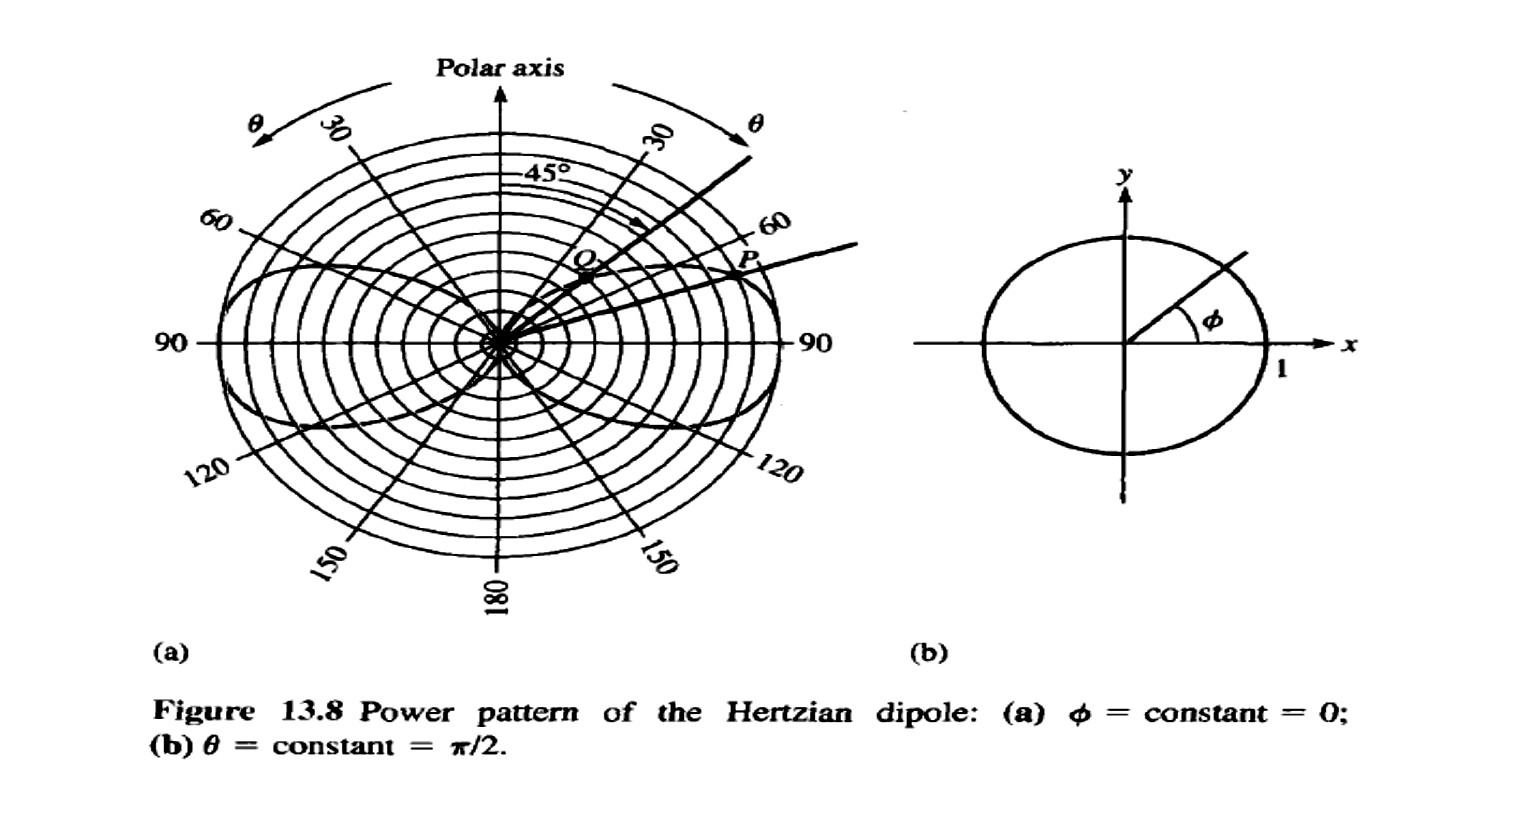 Polar axis
θ θ
30 30
45°
60 60
Q P
90 90
120 120
150 150
180
y
ϕ
x
1
(a) (b)
Figure 13.8 Power pattern of the Hertzian dipole: (a) ϕ = constant = 0;
(b) θ = constant = π/2.